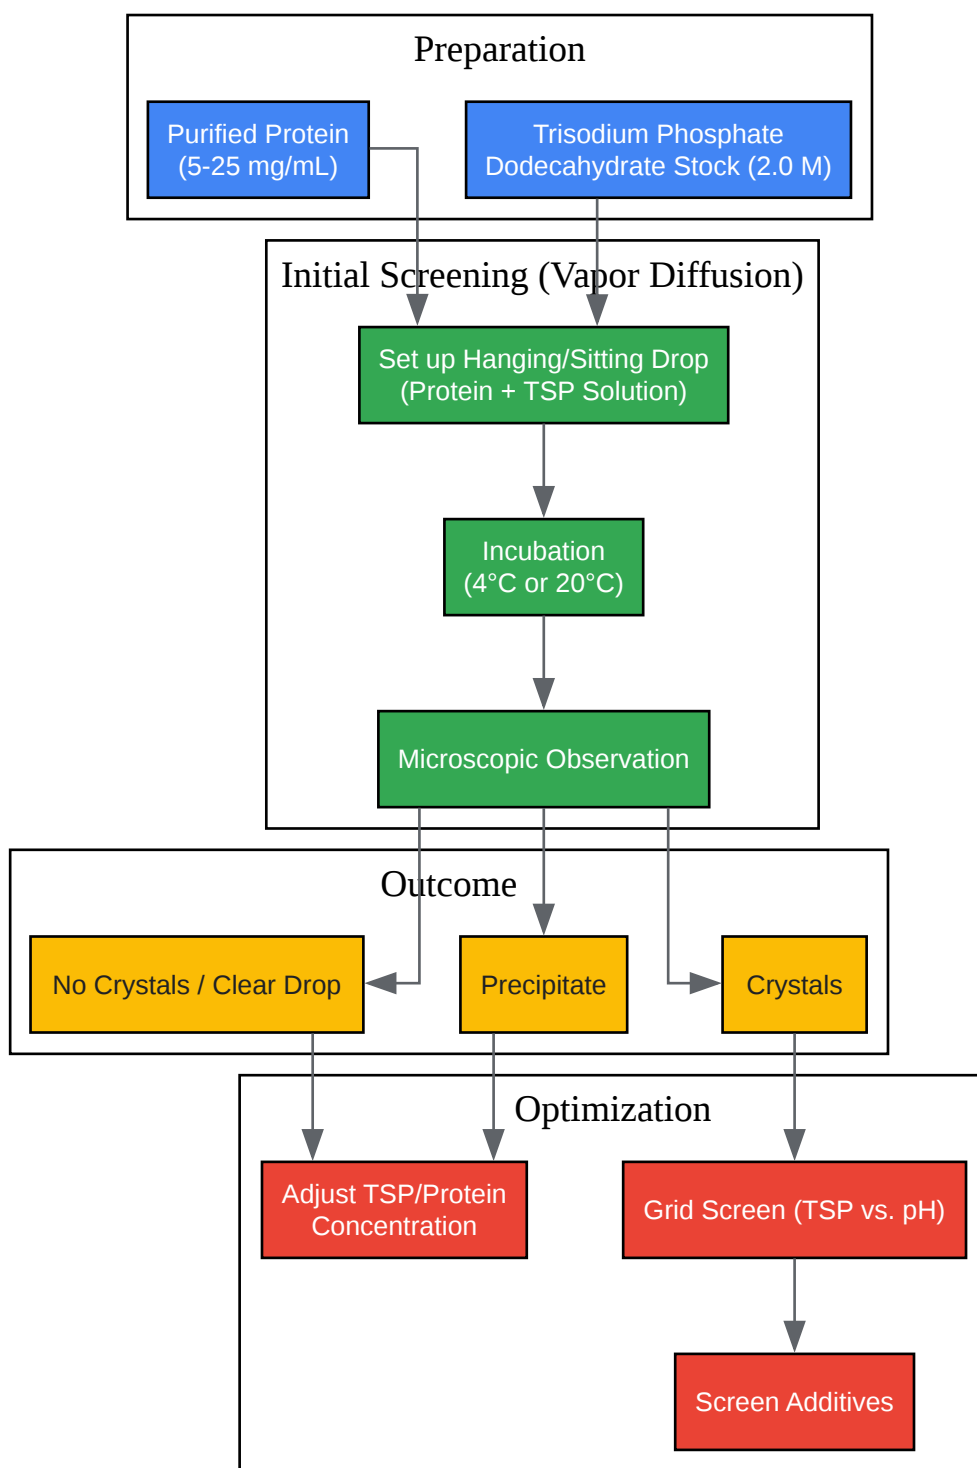 Preparation
Purified Protein
(5-25 mg/mL)
Trisodium Phosphate
Dodecahydrate Stock (2.0 M)
Initial Screening (Vapor Diffusion)
Set up Hanging/Sitting Drop
(Protein + TSP Solution)
Incubation
(4°C or 20°C)
Microscopic Observation
Outcome
No Crystals / Clear Drop
Precipitate
Crystals
Optimization
Adjust TSP/Protein
Concentration
Grid Screen (TSP vs. pH)
Screen Additives